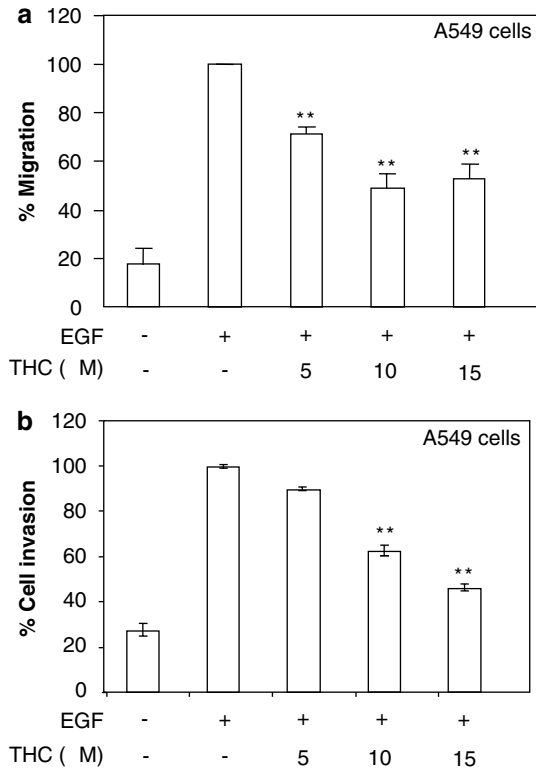 a
A549 cells
% Migration
120
100
80
60
40
20
0
**
**
**
EGF - + + + +
THC ( M) - - 5 10 15
b
A549 cells
% Cell invasion
120
100
80
60
40
20
0
**
**
EGF - + + + +
THC ( M) - - 5 10 15